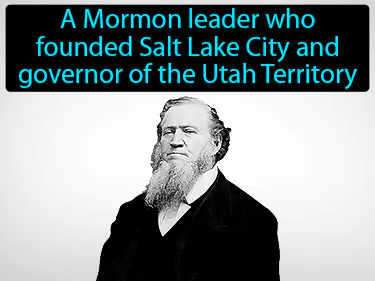 A Mormon leader who
founded Salt Lake City and
governor of the Utah Territory